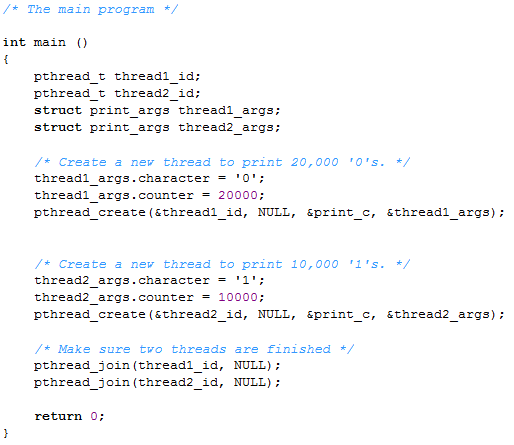 /* The main program */
int main ()
{
pthread_t thread1_id;
pthread_t thread2_id;
struct print_args thread1_args;
struct print_args thread2_args;
/* Create a new thread to print 20,000 '0's. */
thread1_args.character = '0';
thread1_args.counter = 20000;
pthread_create(&thread1_id, NULL, &print_c, &thread1_args);
/* Create a new thread to print 10,000 '1's. */
thread2_args.character = '1';
thread2_args.counter = 10000;
pthread_create(&thread2_id, NULL, &print_c, &thread2_args);
/* Make sure two threads are finished */
pthread_join(thread1_id, NULL);
pthread_join(thread2_id, NULL);
return 0;
}